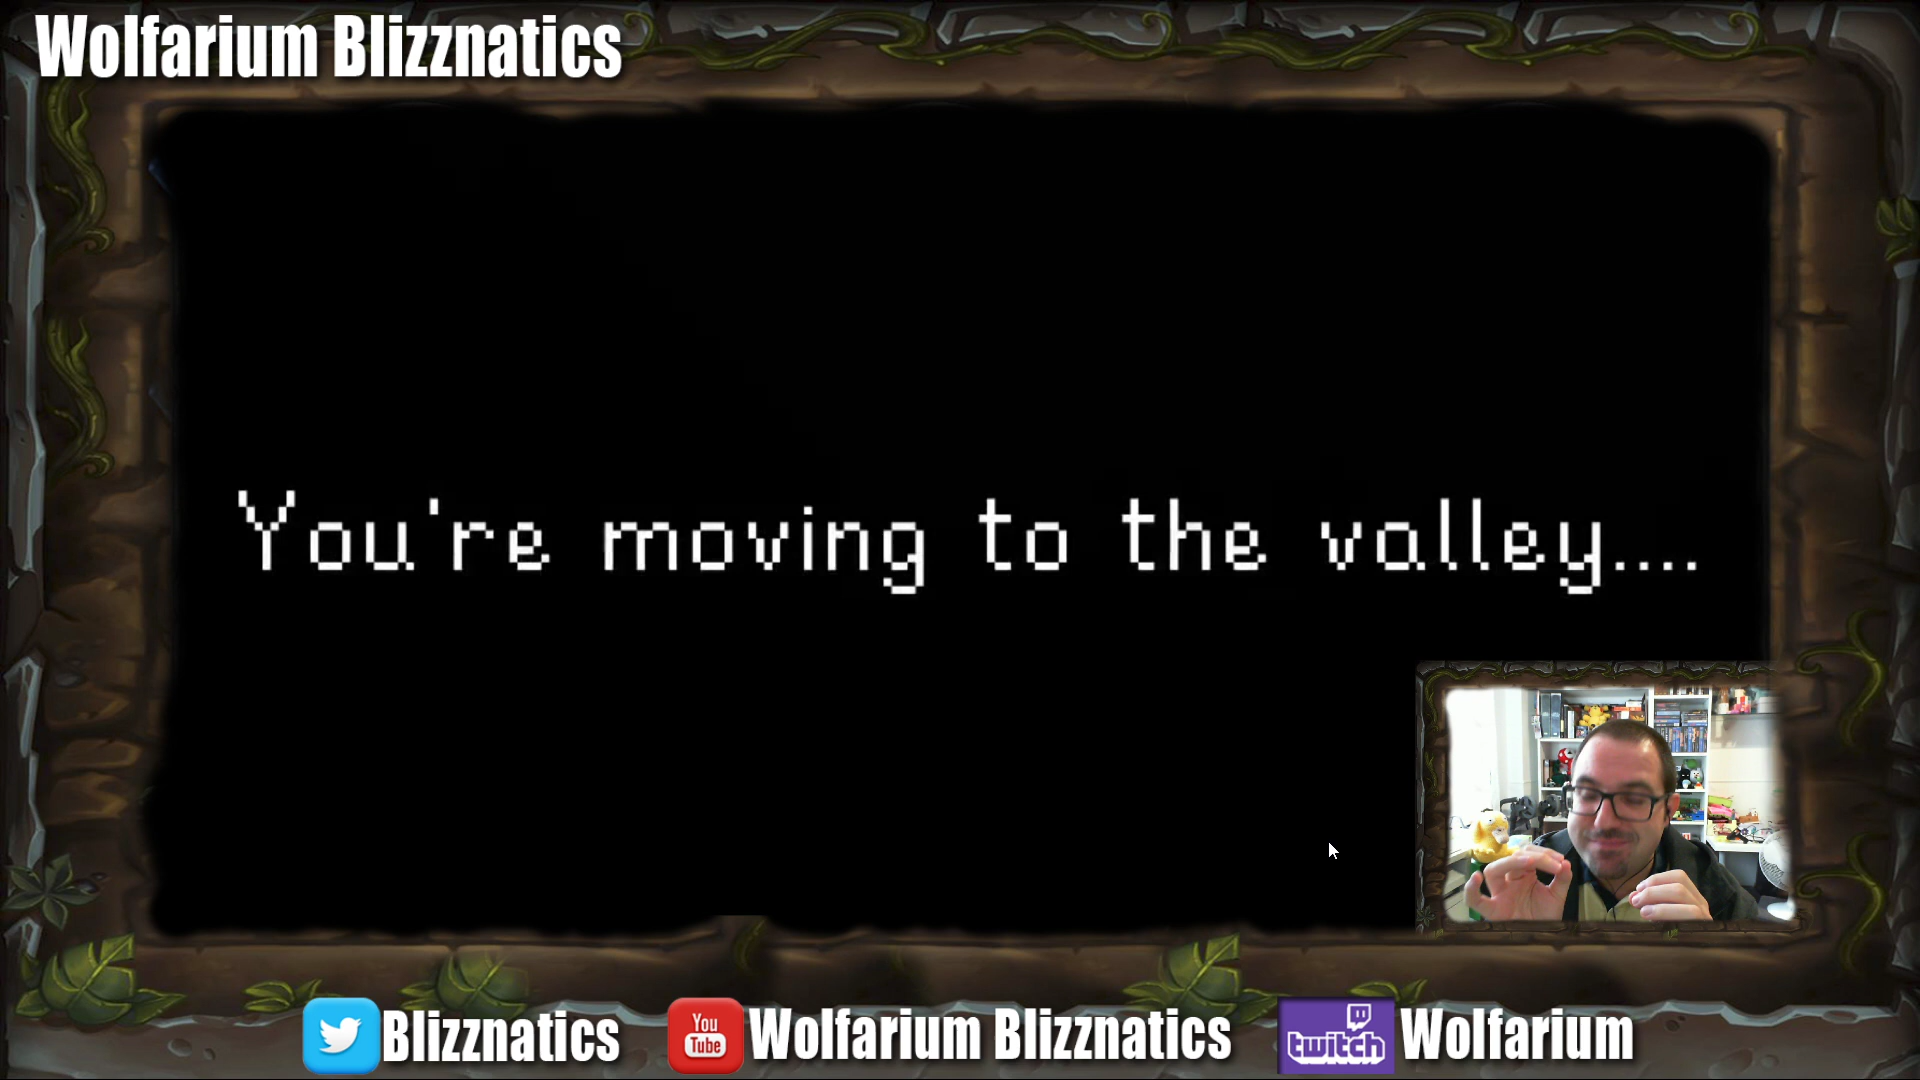 Wolfarium Blizznatics
You're moving to the valley....
Blizznatics
You Tube
Wolfarium Blizznatics
twitch
Wolfarium